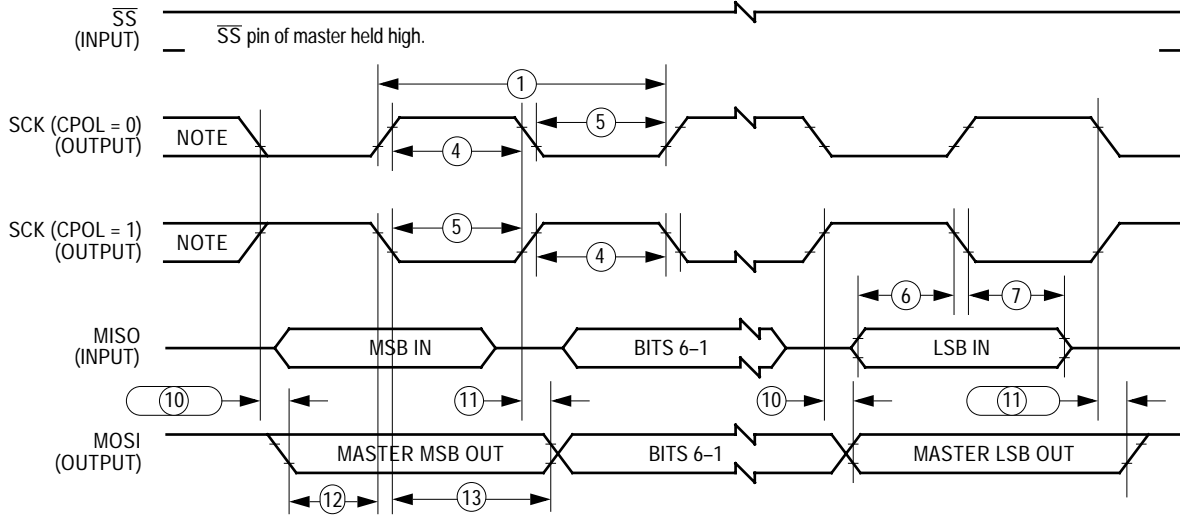 SS
(INPUT)
SS pin of master held high.
1
SCK (CPOL = 0)
(OUTPUT)
NOTE
5
4
SCK (CPOL = 1)
(OUTPUT)
NOTE
5
4
6
7
MISO
(INPUT)
MSB IN
BITS 6–1
LSB IN
10
11
10
11
MOSI
(OUTPUT)
MASTER MSB OUT
BITS 6–1
MASTER LSB OUT
12
13